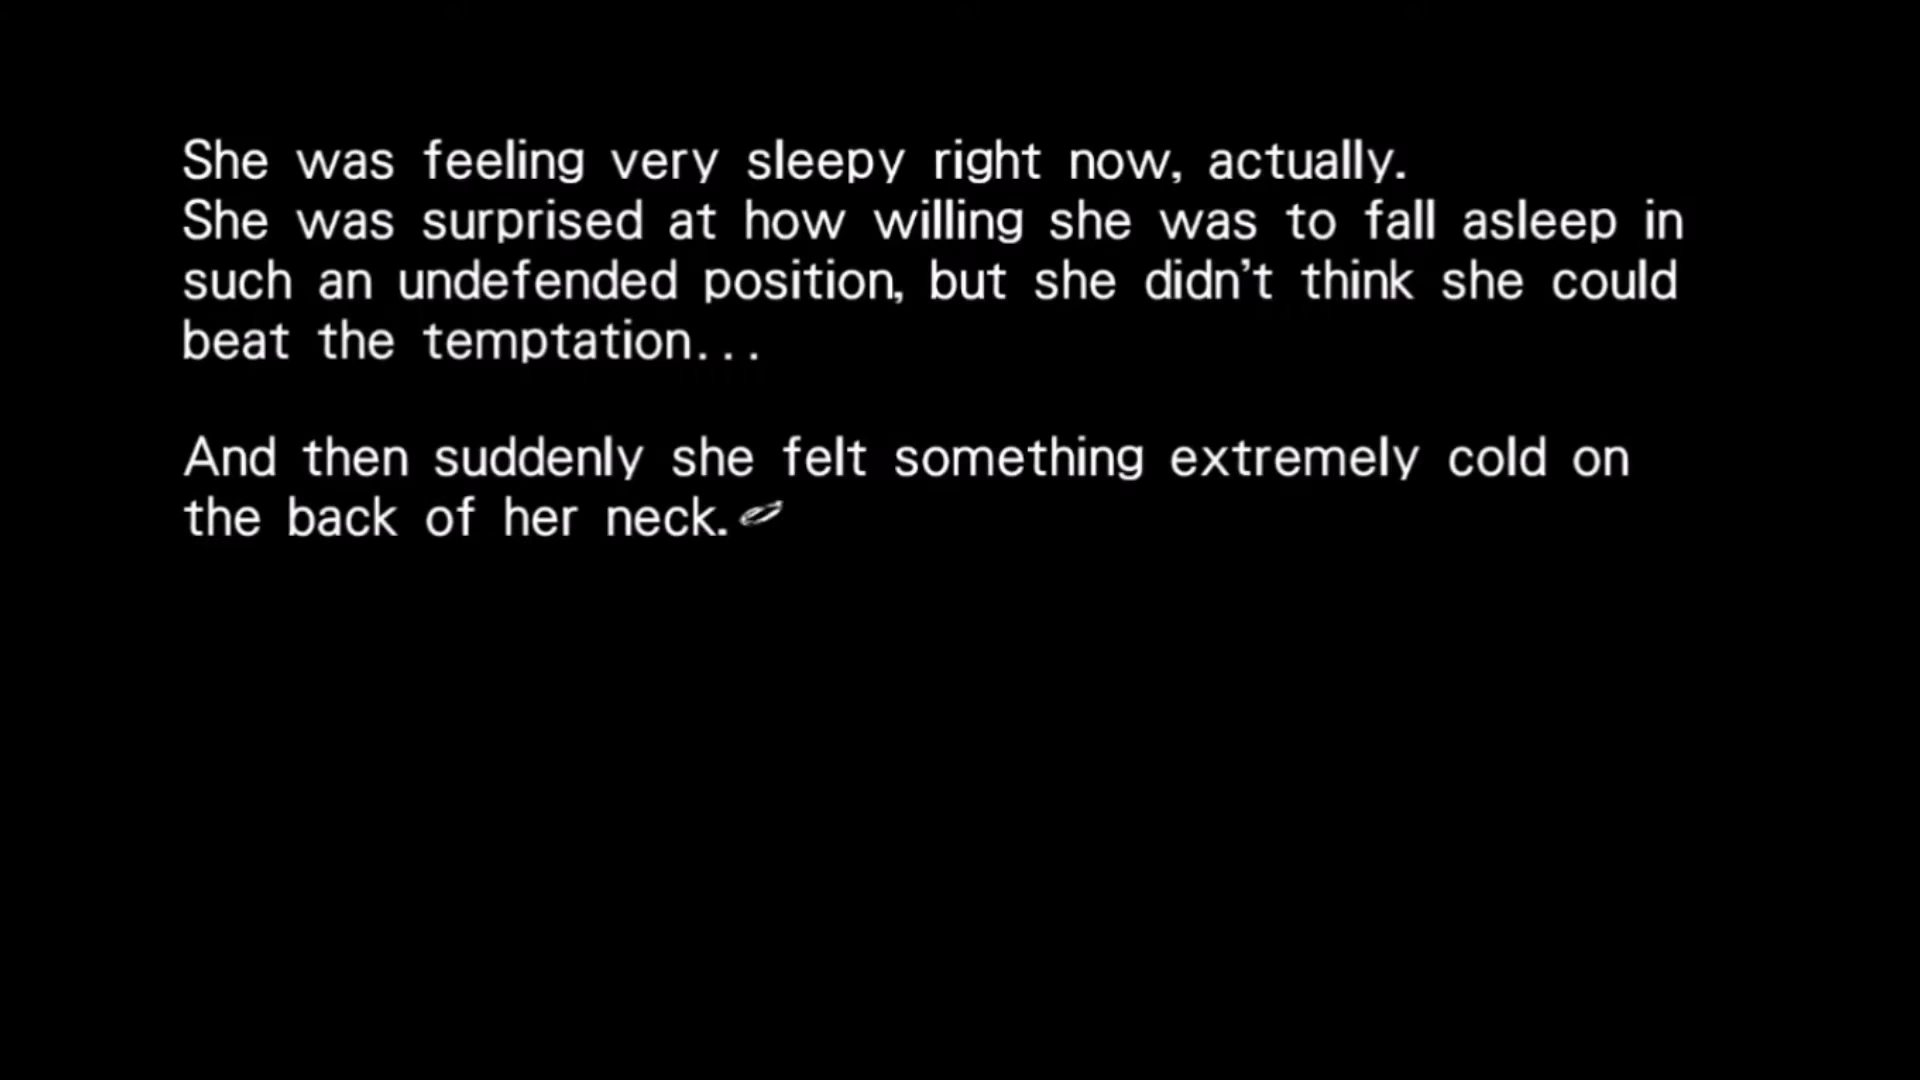 She was feeling very sleepy right now, actually.
She was surprised at how willing she was to fall asleep in
such an undefended position, but she didn't think she could
beat the temptation...
And then suddenly she felt something extremely cold on
the back of her neck.